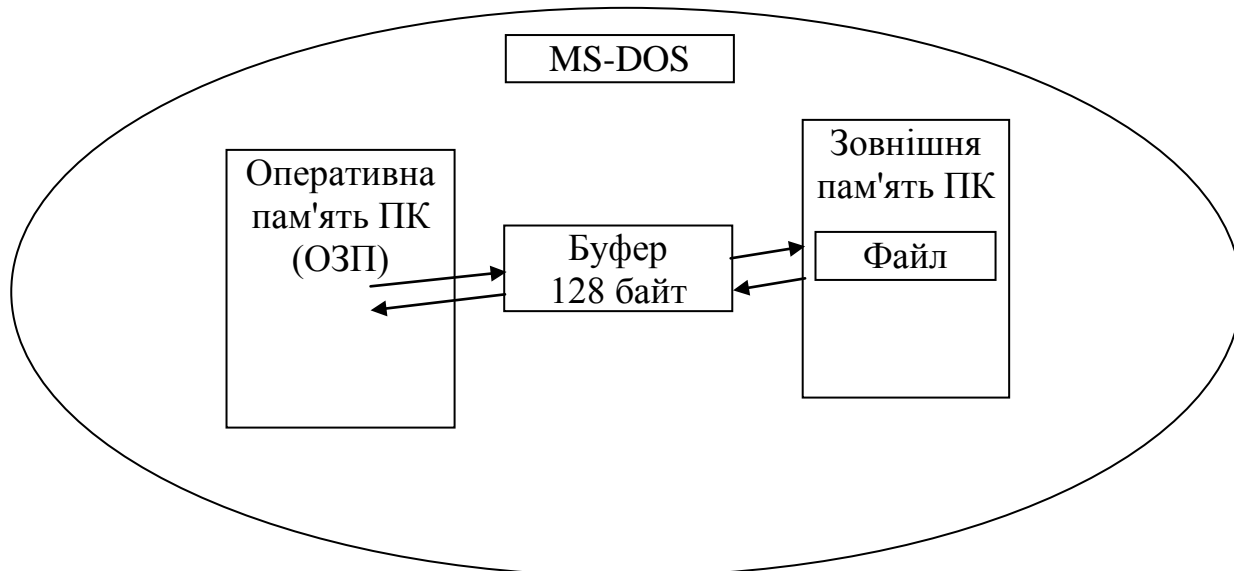 MS-DOS
Оперативна
пам'ять ПК
(ОЗП)
Буфер
128 байт
Зовнішня
пам'ять ПК
Файл